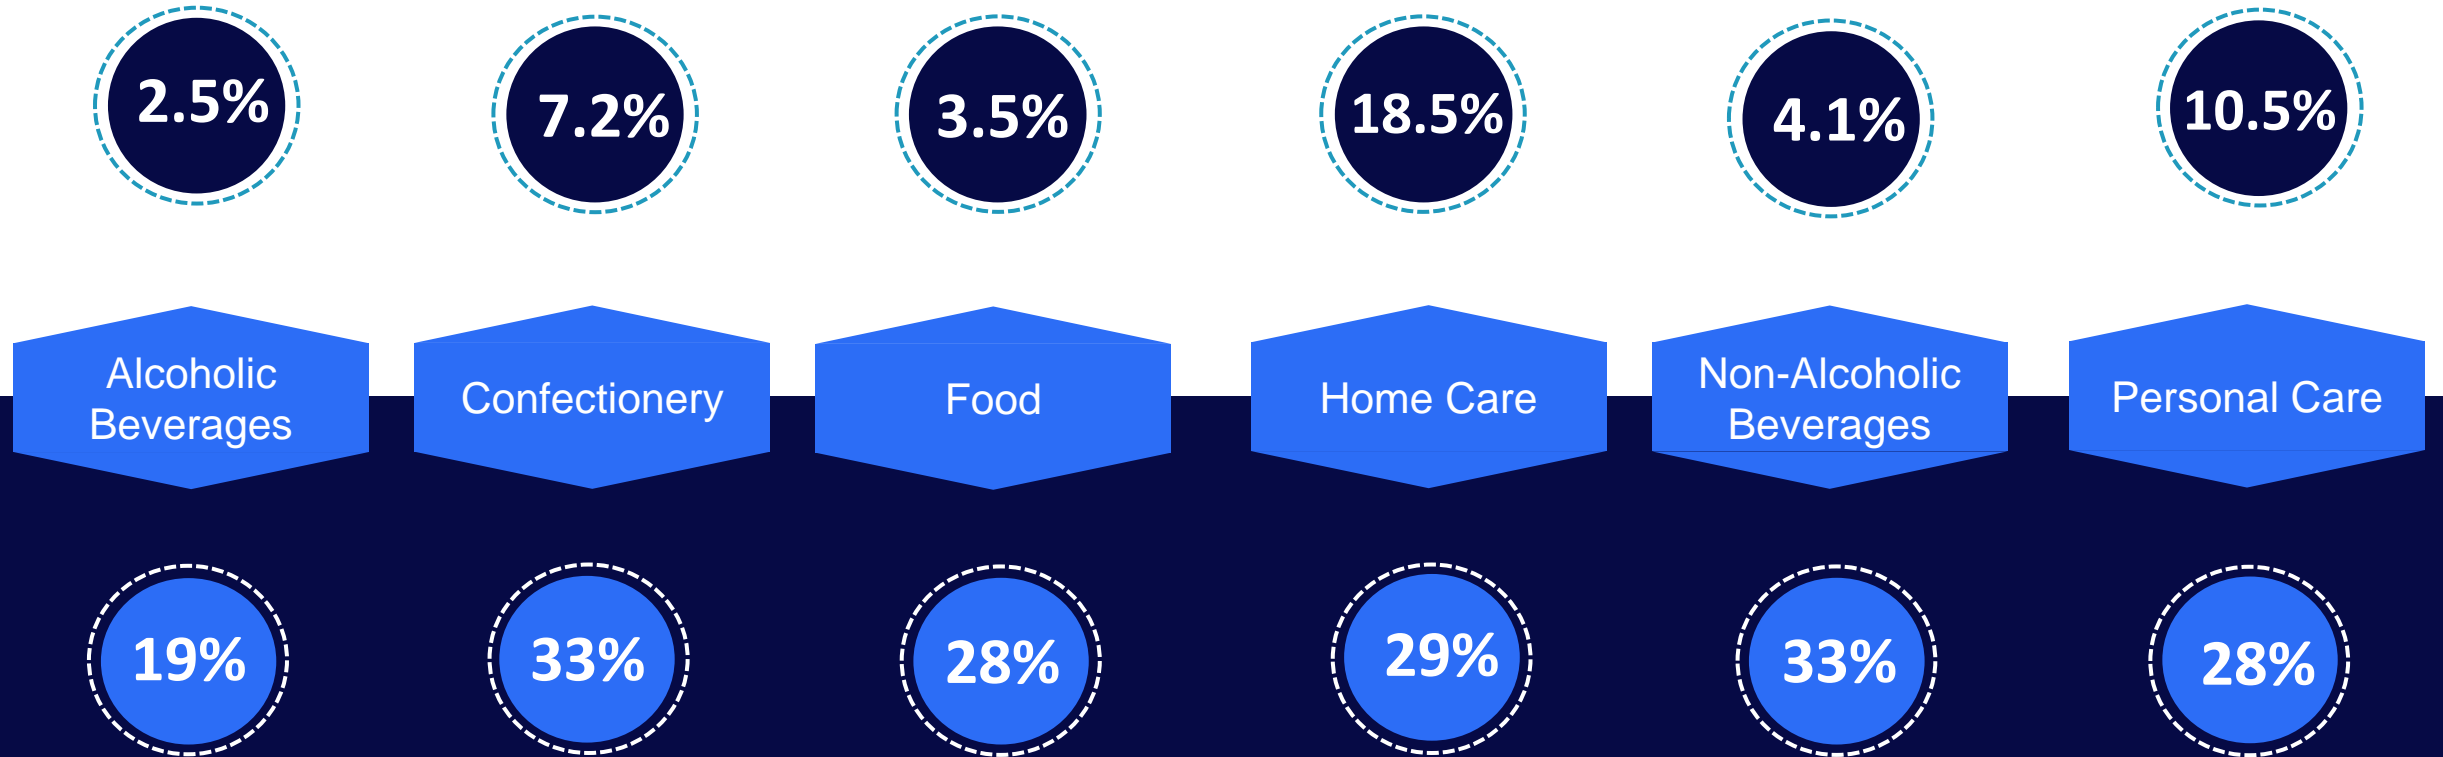 2.5%
7.2%
3.5%
18.5%
4.1%
10.5%
Alcoholic
Beverages
Confectionery
Food
Home Care
Non-Alcoholic
Beverages
Personal Care
19%
33%
28%
29%
33%
28%